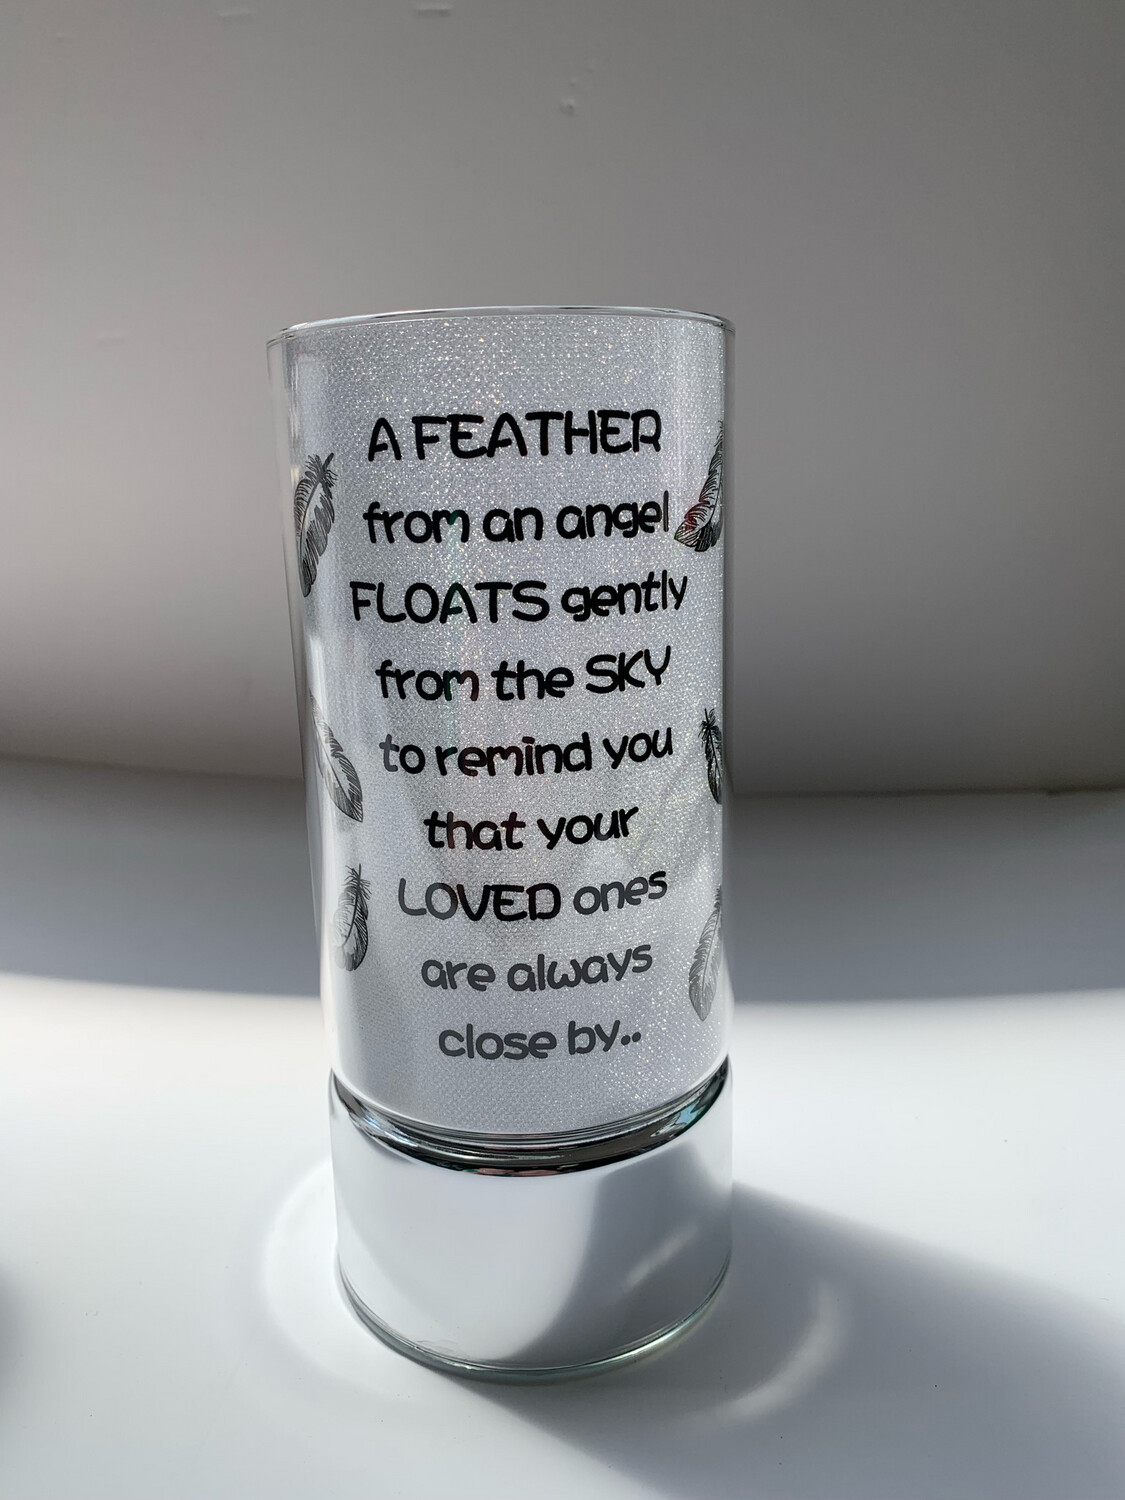 A FEATHER
from an angel
FLOATS gently
from the SKY
to remind you
that your
LOVED ones
are always
close by..